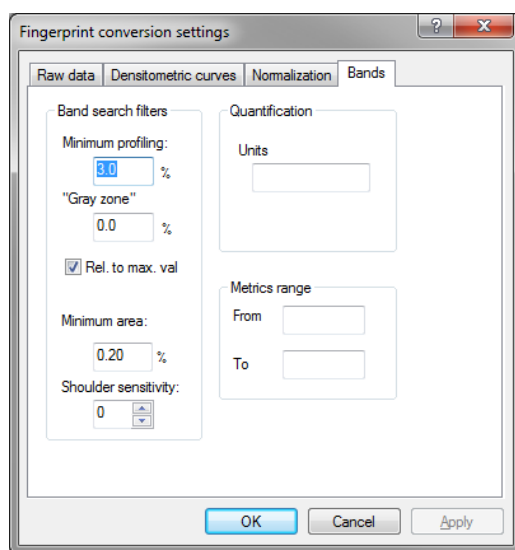 Fingerprint conversion settings
?
X
Raw data Densitometric curves Normalization Bands
Band search filters
Minimum profiling:
3.0 %
"Gray zone"
0.0 %
Rel. to max. val
Minimum area:
0.20 %
Shoulder sensitivity:
0
Quantification
Units
Metrics range
From
To
OK Cancel Apply